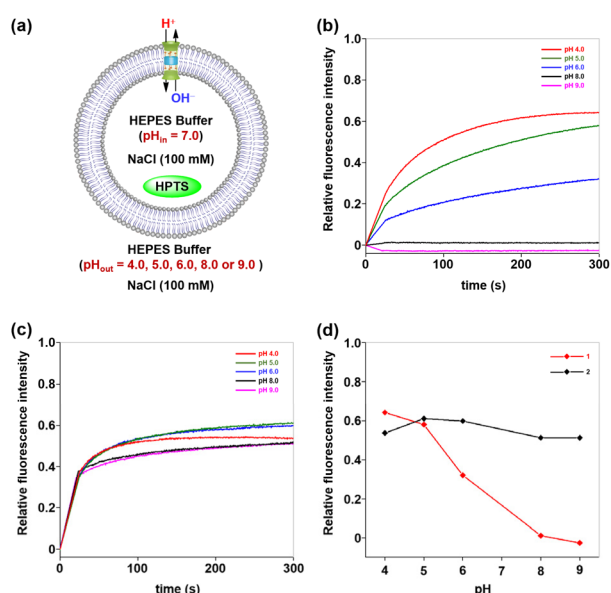 (a)
H⁺
OH⁻
HEPES Buffer
(pHin = 7.0)
NaCl (100 mM)
HPTS
HEPES Buffer
(pHout = 4.0, 5.0, 6.0, 8.0 or 9.0 )
NaCl (100 mM)
(b)
Relative fluorescence intensity
1.0
0.8
0.6
0.4
0.2
0
pH 4.0
pH 5.0
pH 6.0
pH 8.0
pH 9.0
0 100 200 300
time (s)
(c)
Relative fluorescence intensity
1.0
0.8
0.6
0.4
0.2
0
pH 4.0
pH 5.0
pH 6.0
pH 8.0
pH 9.0
0 100 200 300
time (s)
(d)
Relative fluorescence intensity
1.0
0.8
0.6
0.4
0.2
0
1
2
4 5 6 7 8 9
pH